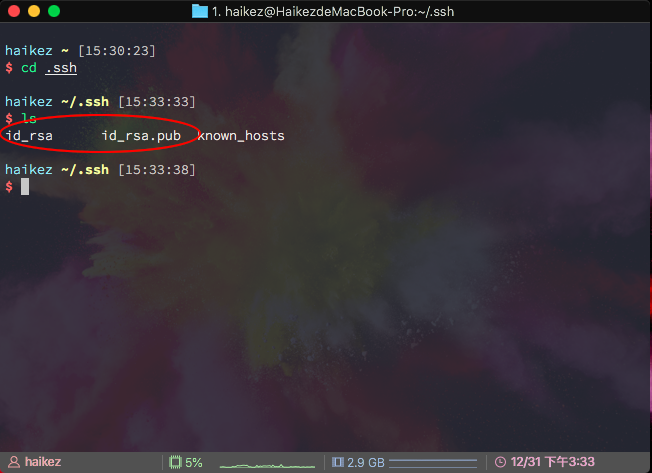 1. haikez@HaikezdeMacBook-Pro:~/.ssh
haikez ~ [15:30:23]
$ cd .ssh
haikez ~/.ssh [15:33:33]
$ ls
id_rsa id_rsa.pub known_hosts
haikez ~/.ssh [15:33:38]
$
haikez 5% 2.9 GB 12/31 下午3:33